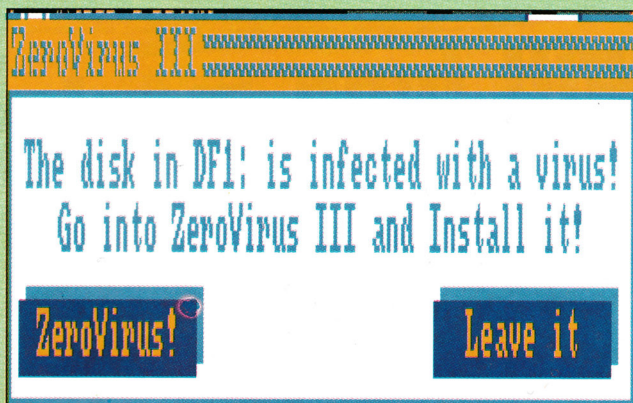 ZeroVirus III
The disk in DF1: is infected with a virus!
Go into ZeroVirus III and Install it!
ZeroVirus!
Leave it